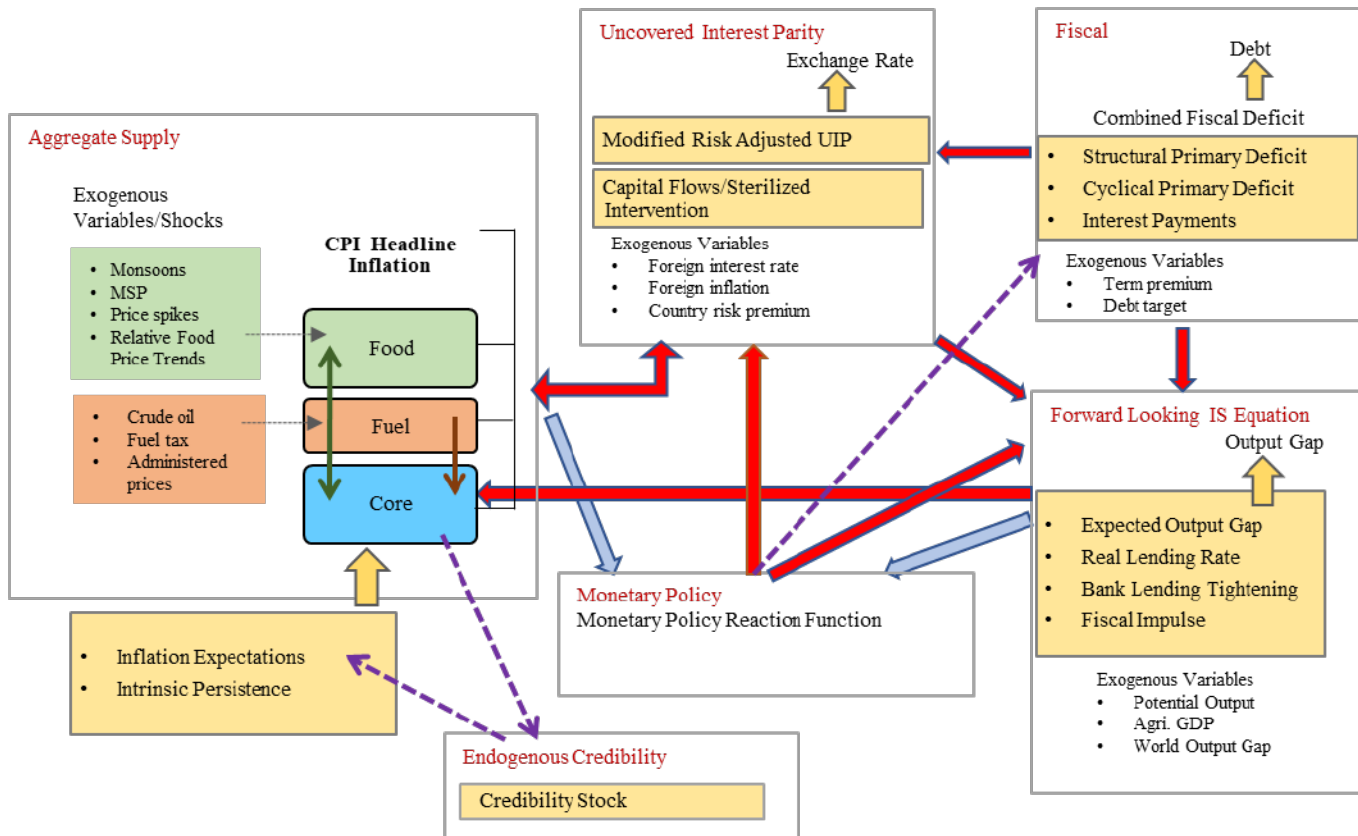 Aggregate Supply
Exogenous
Variables/Shocks
• Monsoons
• MSP
• Price spikes
• Relative Food
Price Trends
• Crude oil
• Fuel tax
• Administered
prices
CPI Headline
Inflation
Food
Fuel
Core
• Inflation Expectations
• Intrinsic Persistence
Uncovered Interest Parity
Exchange Rate
Modified Risk Adjusted UIP
Capital Flows/Sterilized
Intervention
Exogenous Variables
• Foreign interest rate
• Foreign inflation
• Country risk premium
Fiscal
Debt
Combined Fiscal Deficit
• Structural Primary Deficit
• Cyclical Primary Deficit
• Interest Payments
Exogenous Variables
• Term premium
• Debt target
Forward Looking IS Equation
Output Gap
• Expected Output Gap
• Real Lending Rate
• Bank Lending Tightening
• Fiscal Impulse
Exogenous Variables
• Potential Output
• Agri. GDP
• World Output Gap
Monetary Policy
Monetary Policy Reaction Function
Endogenous Credibility
Credibility Stock